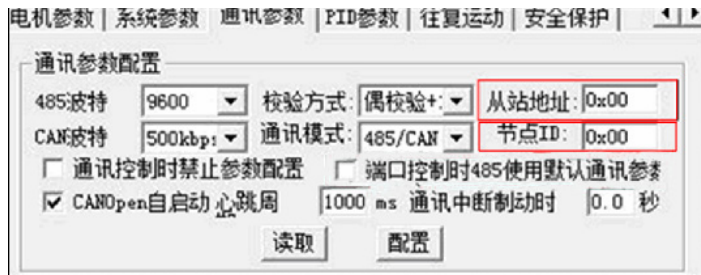 电机参数 系统参数 通讯参数 PID参数 往复运动 安全保护
通讯参数配置
485波特 9600 校验方式: 偶校验+ 从站地址: 0x00
CAN波特 500kbp 通讯模式: 485/CAN 节点ID: 0x00
通讯控制时禁止参数配置 端口控制时485使用默认通讯参
CANOpen自启动 心跳周 1000 ms 通讯中断制动时 0.0 秒
读取 配置